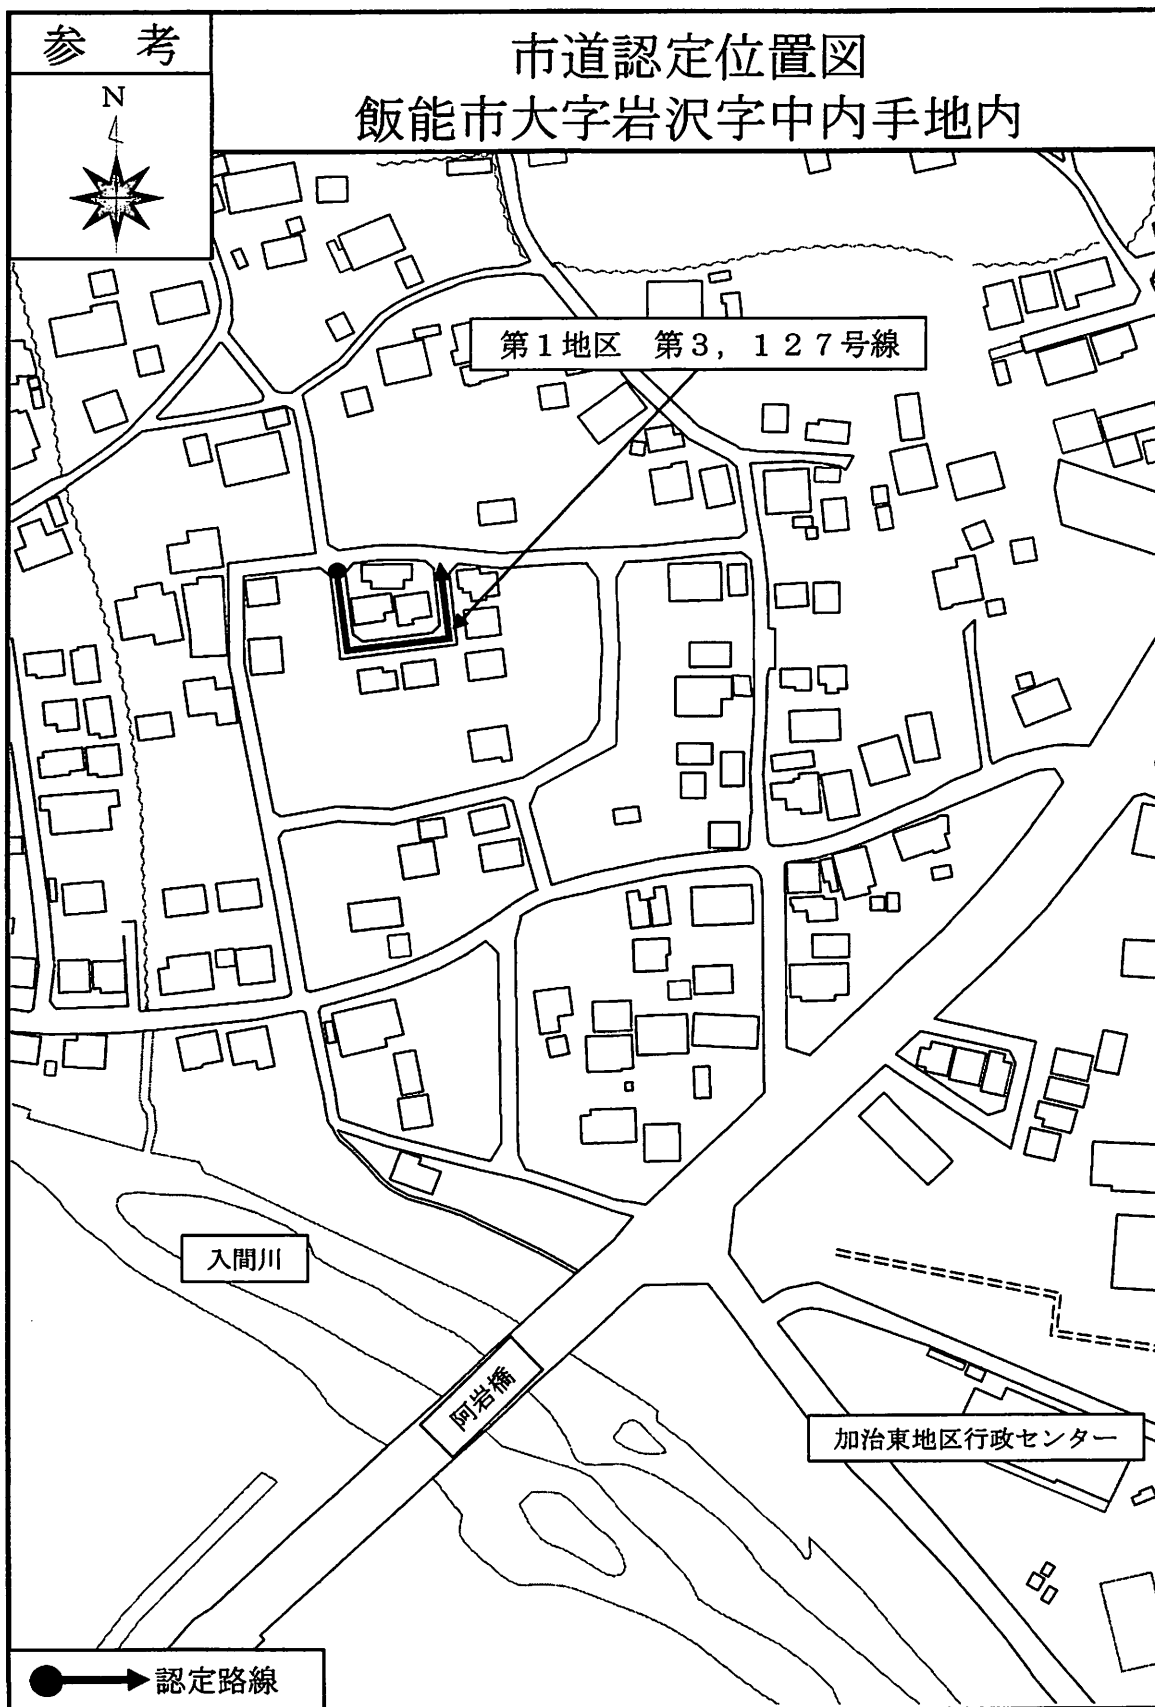 参　考
市道認定位置図
飯能市大字岩沢字中内手地内
N
第１地区　第３，１２７号線
入間川
阿岩橋
加治東地区行政センター
認定路線